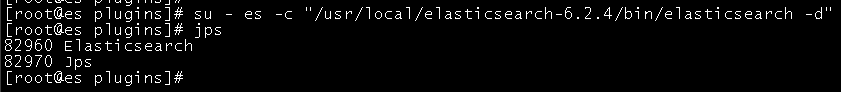 [root@es plugins]# su - es -c "/usr/local/elasticsearch-6.2.4/bin/elasticsearch -d"
[root@es plugins]# jps
82960 Elasticsearch
82970 Jps
[root@es plugins]#